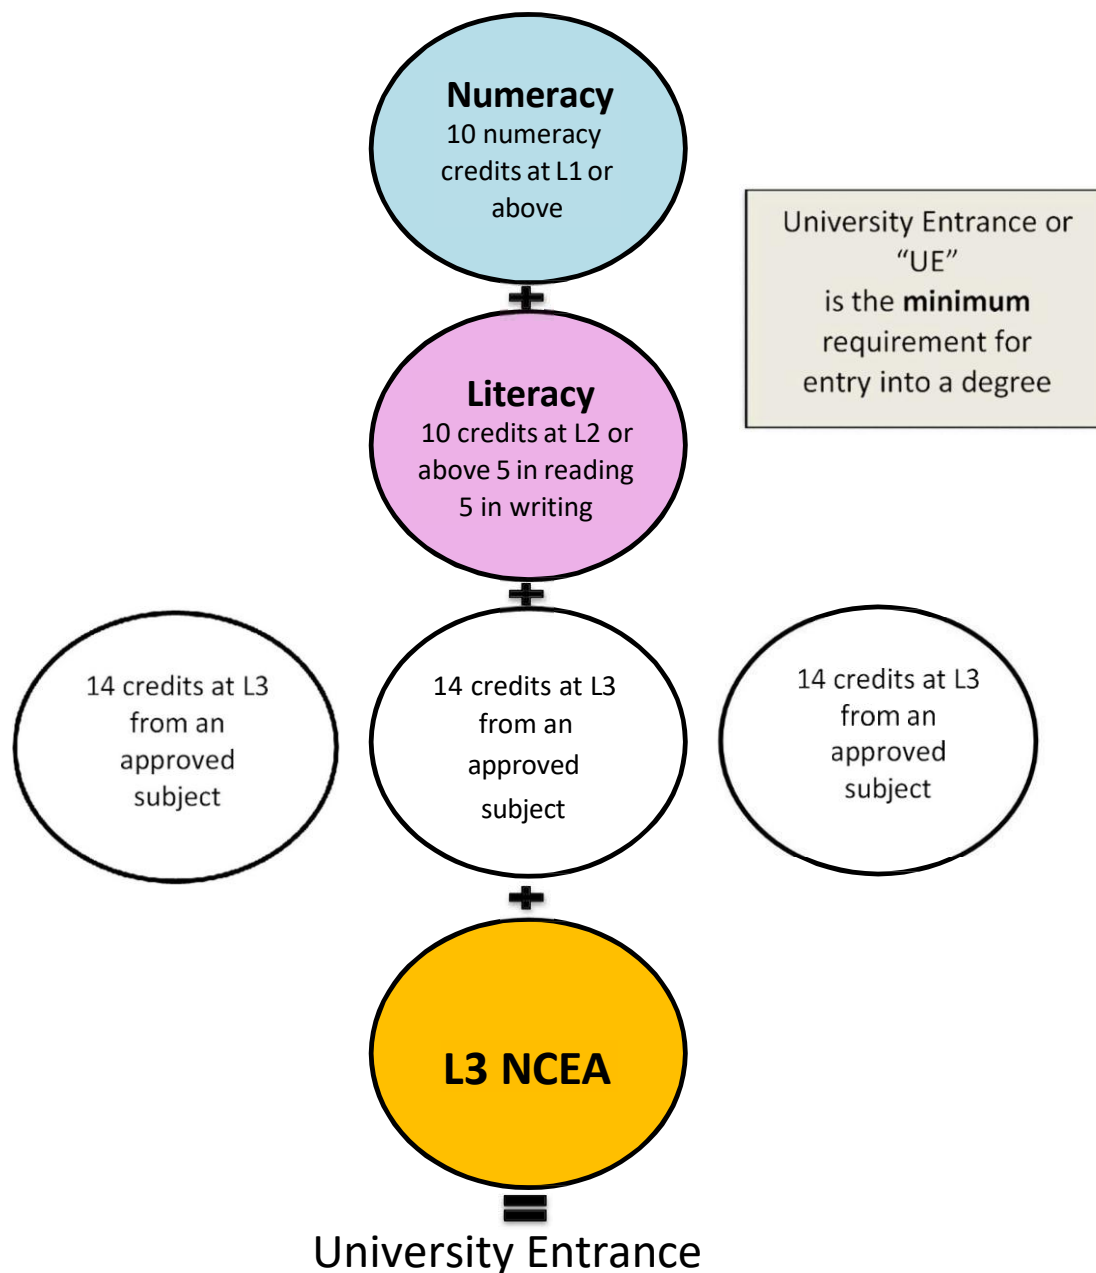 Numeracy
10 numeracy
credits at L1 or
above
University Entrance or
“UE”
is the minimum
requirement for
entry into a degree
+
Literacy
10 credits at L2 or
above 5 in reading
5 in writing
+
14 credits at L3
from an
approved
subject
14 credits at L3
from an
approved
subject
14 credits at L3
from an
approved
subject
+
L3 NCEA
=
University Entrance